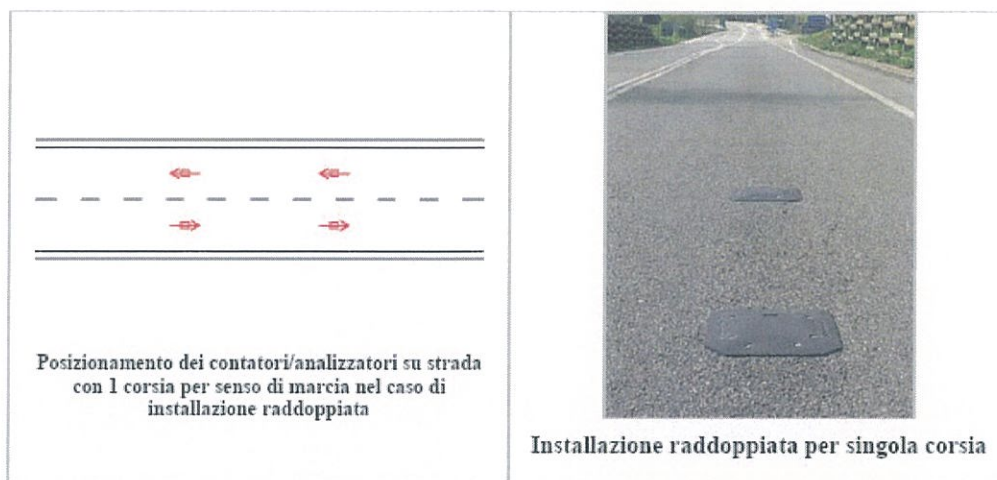 Posizionamento dei contatori/analizzatori su strada
con 1 corsia per senso di marcia nel caso di
installazione raddoppiata
Installazione raddoppiata per singola corsia